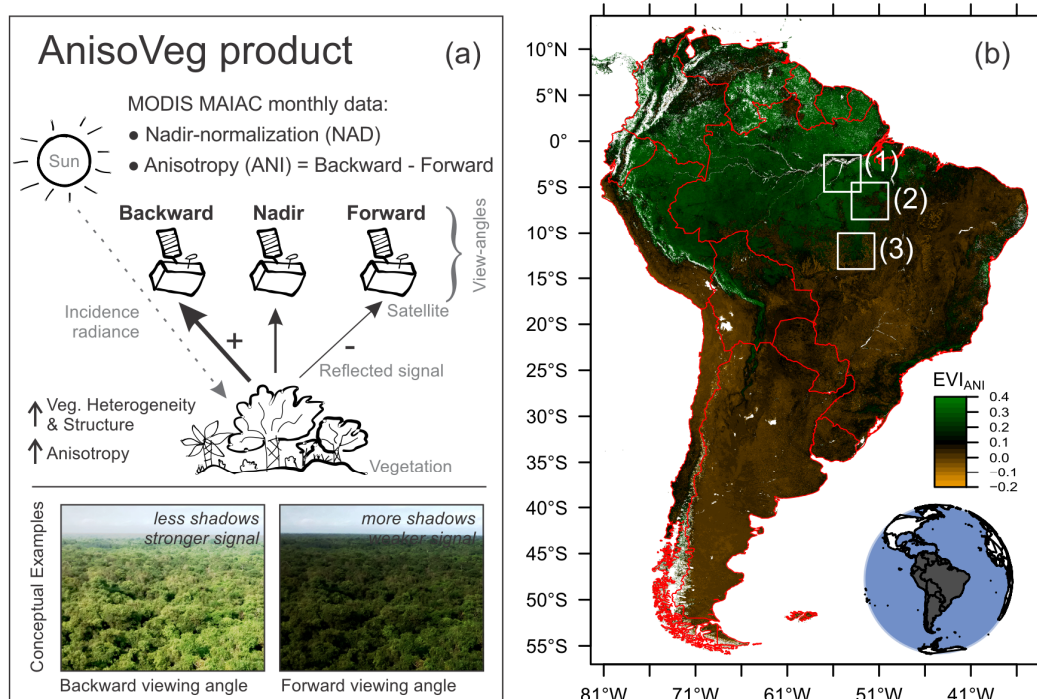 AnisoVeg product
(a)
MODIS MAIAC monthly data:
● Nadir-normalization (NAD)
● Anisotropy (ANI) = Backward - Forward
Sun
Backward
Nadir
Forward
View-angles
Incidence
radiance
Satellite
+
-
Reflected signal
Veg. Heterogeneity
& Structure
Anisotropy
Vegetation
Conceptual Examples
less shadows
stronger signal
more shadows
weaker signal
Backward viewing angle
Forward viewing angle
(b)
10°N
5°N
0°
5°S
10°S
15°S
20°S
25°S
30°S
35°S
40°S
45°S
50°S
55°S
(1)
(2)
(3)
EVIANI
0.4
0.3
0.2
0.1
0.0
−0.1
−0.2
81°W
71°W
61°W
51°W
41°W